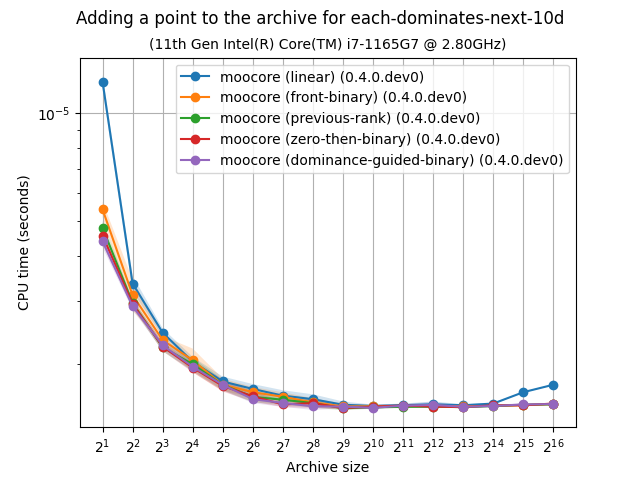 Adding a point to the archive for each-dominates-next-10d
(11th Gen Intel(R) Core(TM) i7-1165G7 @ 2.80GHz)
moocore (linear) (0.4.0.dev0)
moocore (front-binary) (0.4.0.dev0)
moocore (previous-rank) (0.4.0.dev0)
moocore (zero-then-binary) (0.4.0.dev0)
moocore (dominance-guided-binary) (0.4.0.dev0)
10⁻⁵
CPU time (seconds)
2¹ 2² 2³ 2⁴ 2⁵ 2⁶ 2⁷ 2⁸ 2⁹ 2¹⁰ 2¹¹ 2¹² 2¹³ 2¹⁴ 2¹⁵ 2¹⁶
Archive size